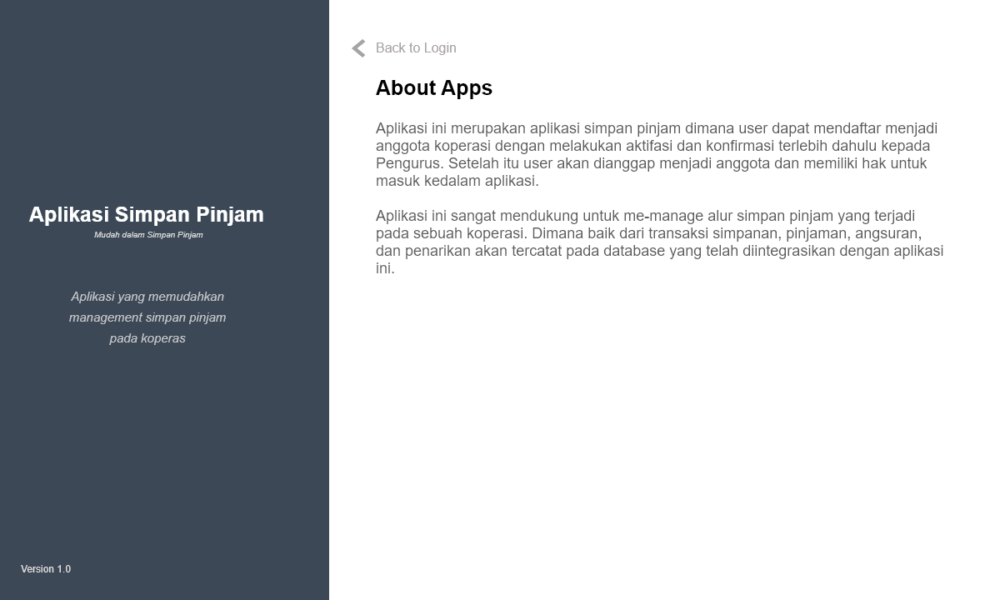 Aplikasi Simpan Pinjam
Mudah dalam Simpan Pinjam
Aplikasi yang memudahkan
management simpan pinjam
pada koperas
Version 1.0
Back to Login
About Apps
Aplikasi ini merupakan aplikasi simpan pinjam dimana user dapat mendaftar menjadi
anggota koperasi dengan melakukan aktifasi dan konfirmasi terlebih dahulu kepada
Pengurus. Setelah itu user akan dianggap menjadi anggota dan memiliki hak untuk
masuk kedalam aplikasi.
Aplikasi ini sangat mendukung untuk me-manage alur simpan pinjam yang terjadi
pada sebuah koperasi. Dimana baik dari transaksi simpanan, pinjaman, angsuran,
dan penarikan akan tercatat pada database yang telah diintegrasikan dengan aplikasi
ini.